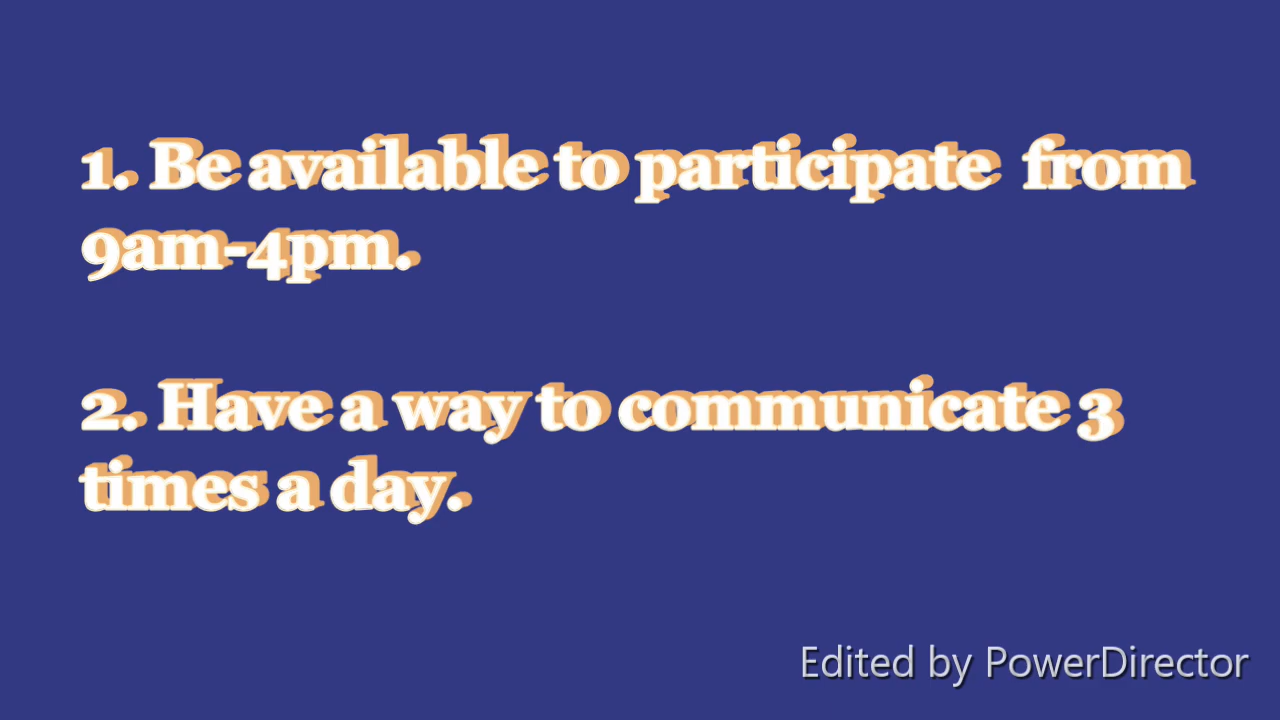 1. Be available to participate  from
9am-4pm.
2. Have a way to communicate 3
times a day.
Edited by PowerDirector